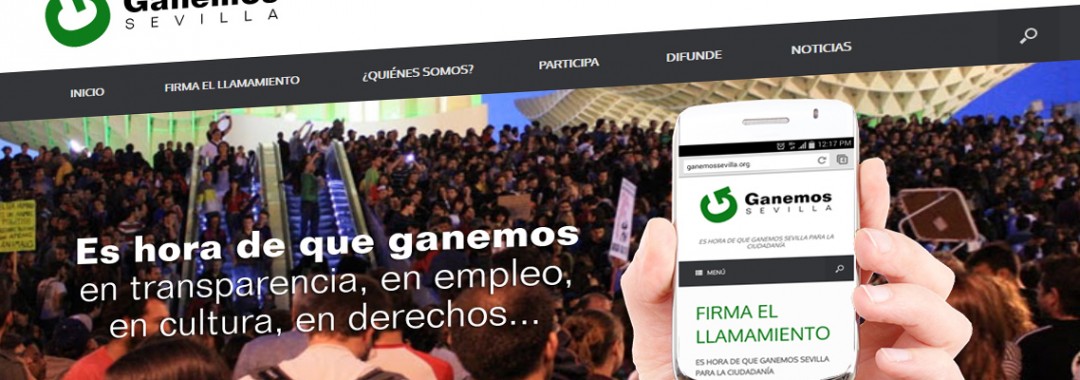 Ganemos
SEVILLA
INICIO
FIRMA EL LLAMAMIENTO
¿QUIÉNES SOMOS?
PARTICIPA
DIFUNDE
NOTICIAS
Es hora de que ganemos
en transparencia, en empleo,
en cultura, en derechos...
12:17 PM
ganemossevilla.org
Ganemos
SEVILLA
ES HORA DE QUE GANEMOS SEVILLA PARA LA
CIUDADANÍA
MENÚ
FIRMA EL
LLAMAMIENTO
ES HORA DE QUE GANEMOS SEVILLA
PARA LA CIUDADANÍA